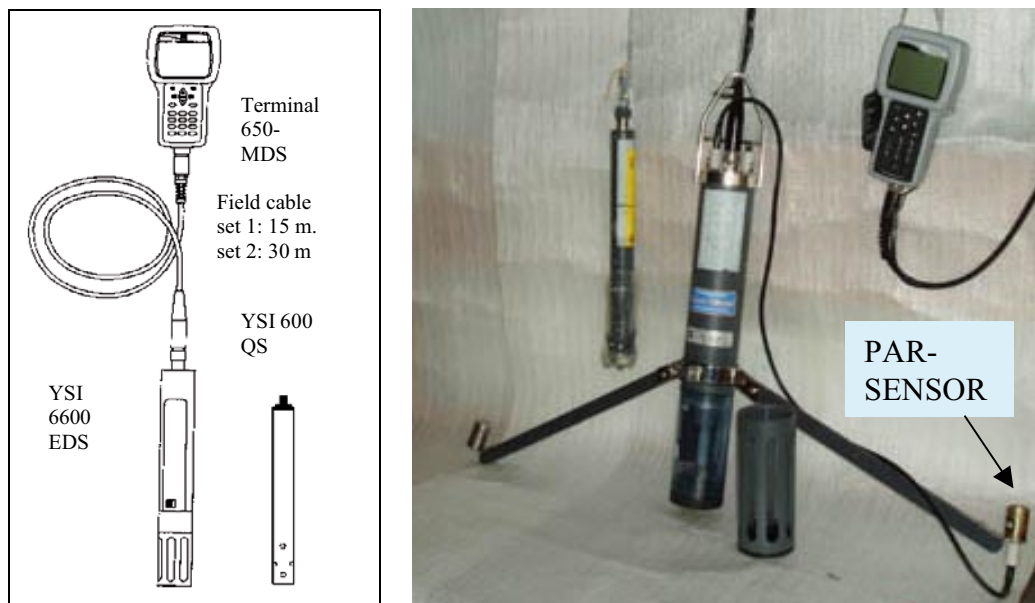 Terminal
650-
MDS
Field cable
set 1: 15 m.
set 2: 30 m
YSI 600
QS
YSI
6600
EDS
PAR-
SENSOR